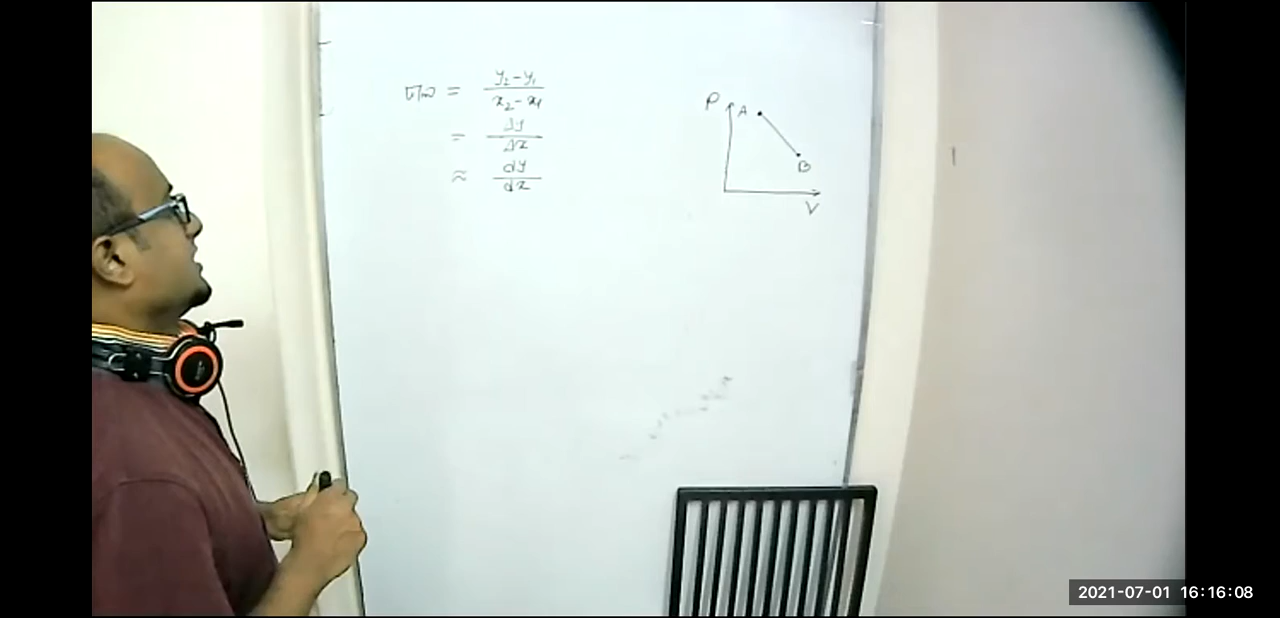 ঢাল = y₂-y₁ / x₂-x₁
= Δy / Δx
≈ dy / dx
P
A
B
V
2021-07-01 16:16:08